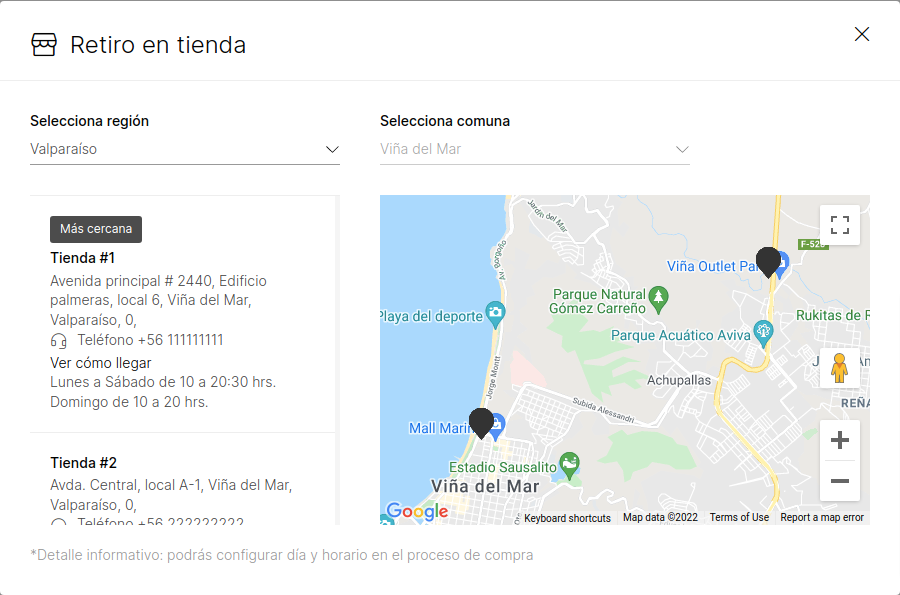 Retiro en tienda
Selecciona región
Valparaíso
Selecciona comuna
Viña del Mar
Más cercana
Tienda #1
Avenida principal # 2440, Edificio
palmeras, local 6, Viña del Mar,
Valparaíso, 0,
Teléfono +56 111111111
Ver cómo llegar
Lunes a Sábado de 10 a 20:30 hrs.
Domingo de 10 a 20 hrs.
Tienda #2
Avda. Central, local A-1, Viña del Mar,
Valparaíso, 0,
Teléfono +56 222222222
Jardín del Mar
Av. Borgoño
F-528
Viña Outlet Par
Parque Natural
Gómez Carreño
Playa del deporte
Rukitas de R
Parque Acuático Aviva
Jorge Montt
Achupallas
REÑA
Subida Alessandri
Mall Marin
Estadio Sausalito
Viña del Mar
Google
Keyboard shortcuts
Map data ©2022
Terms of Use
Report a map error
*Detalle informativo: podrás configurar día y horario en el proceso de compra